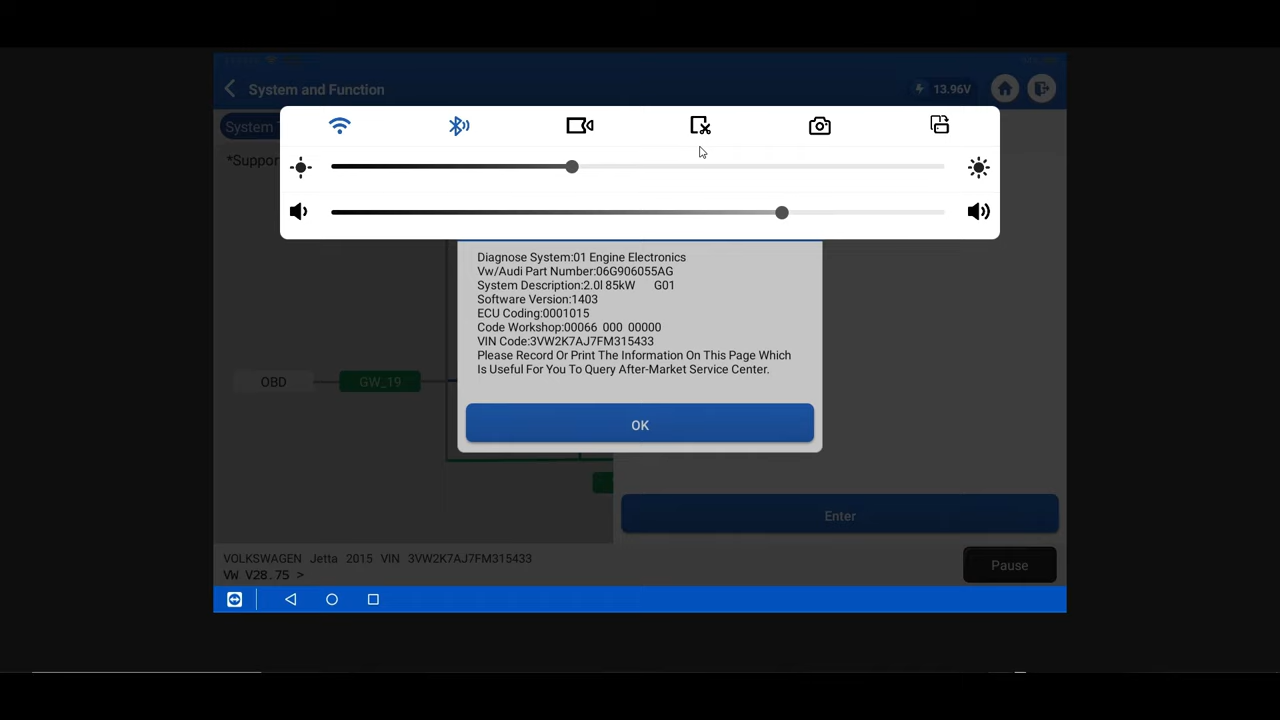 System and Function
13.96V
System T
*Suppor
Diagnose System:01 Engine Electronics
Vw/Audi Part Number:06G906055AG
System Description:2.0l 85kW G01
Software Version:1403
ECU Coding:0001015
Code Workshop:00066 000 00000
VIN Code:3VW2K7AJ7FM315433
Please Record Or Print The Information On This Page Which
Is Useful For You To Query After-Market Service Center.
OBD
GW_19
OK
Enter
VOLKSWAGEN Jetta 2015 VIN 3VW2K7AJ7FM315433
VW V28.75 >
Pause